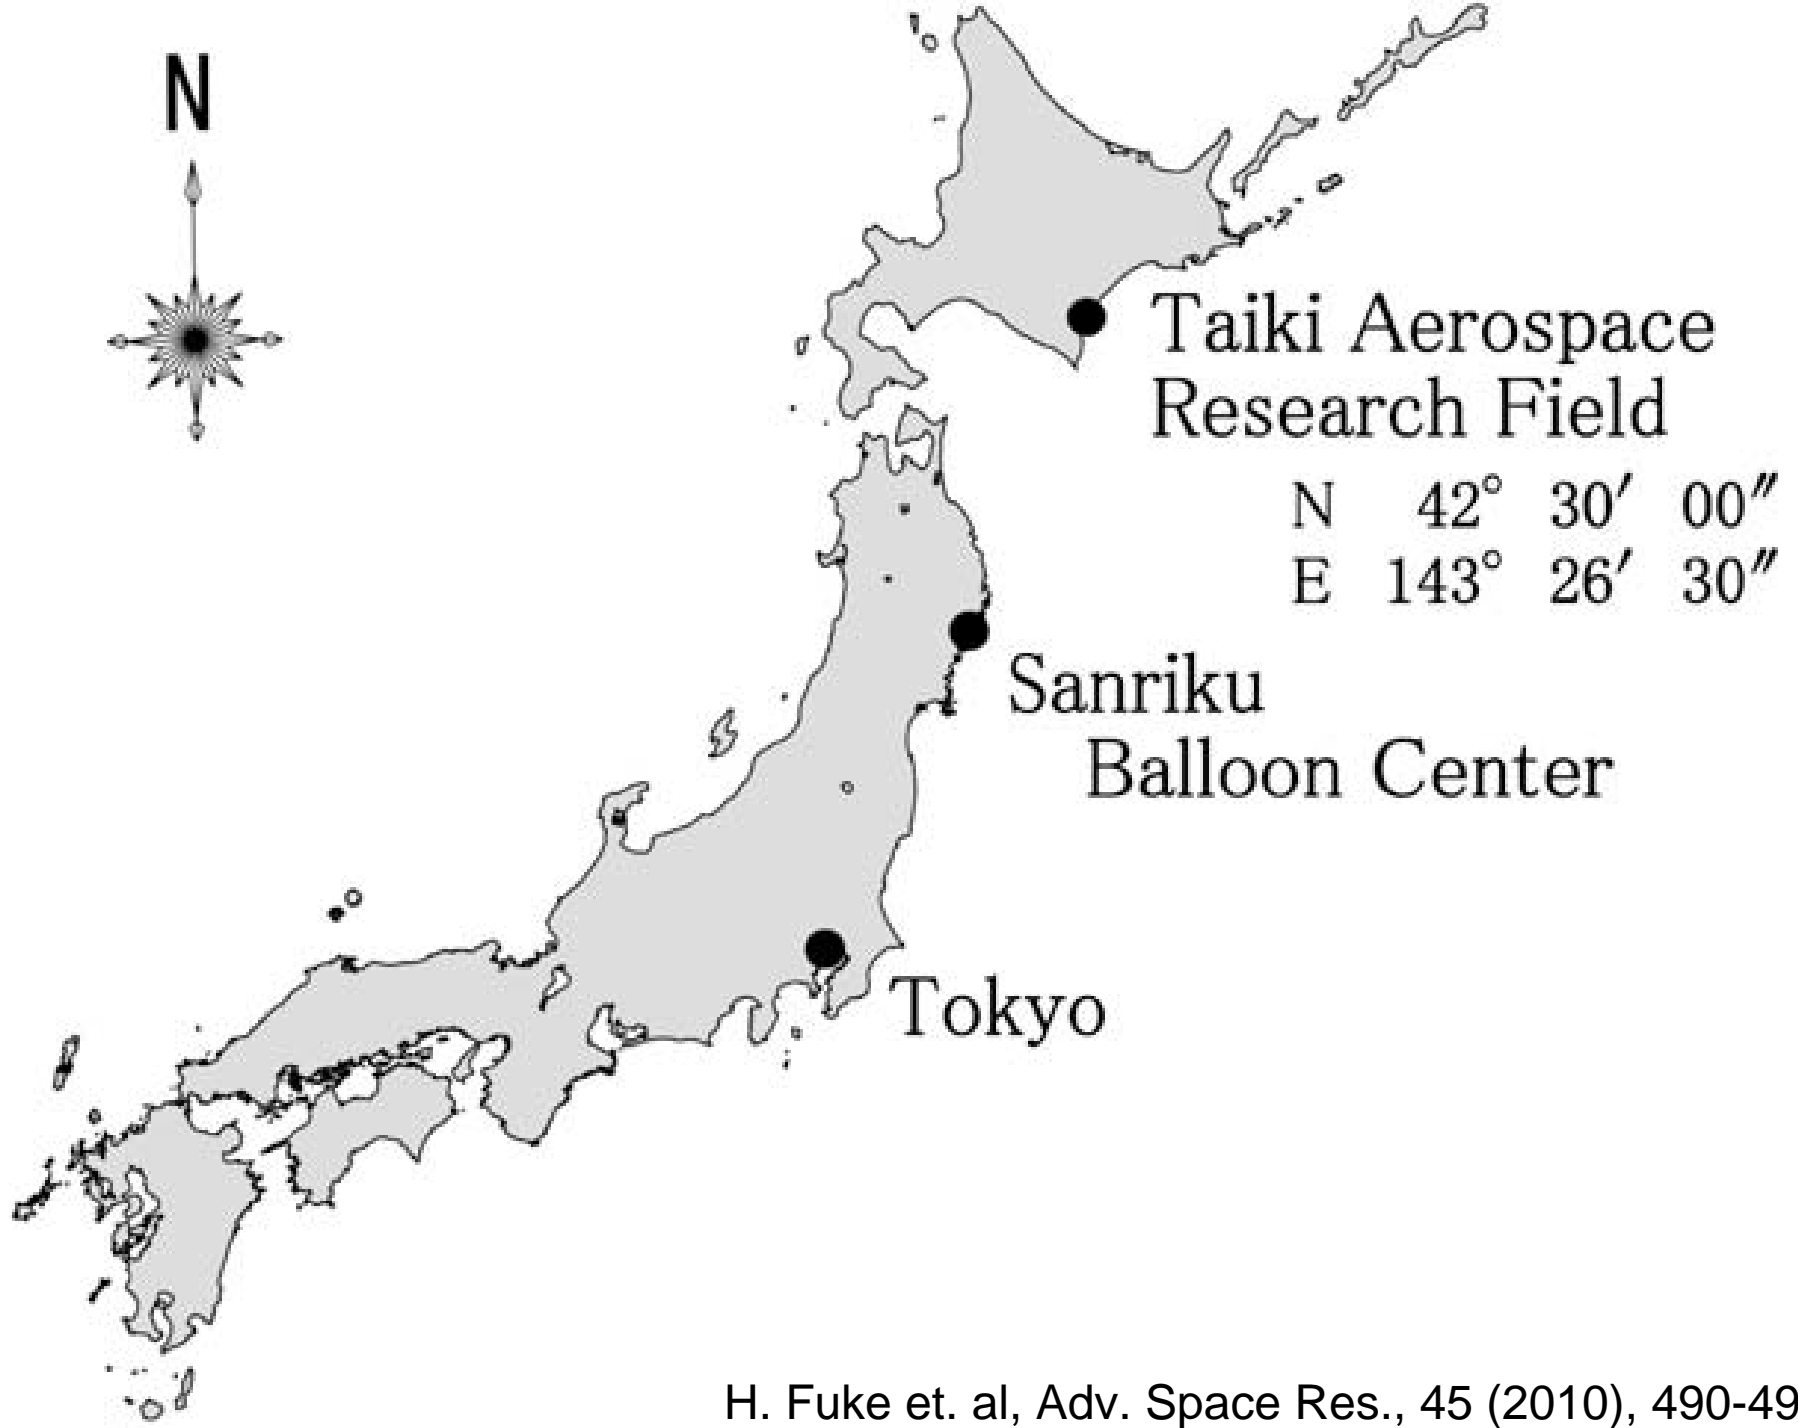 N
Taiki Aerospace
Research Field
N 42° 30′ 00″
E 143° 26′ 30″
Sanriku
Balloon Center
Tokyo
H. Fuke et. al, Adv. Space Res., 45 (2010), 490-49